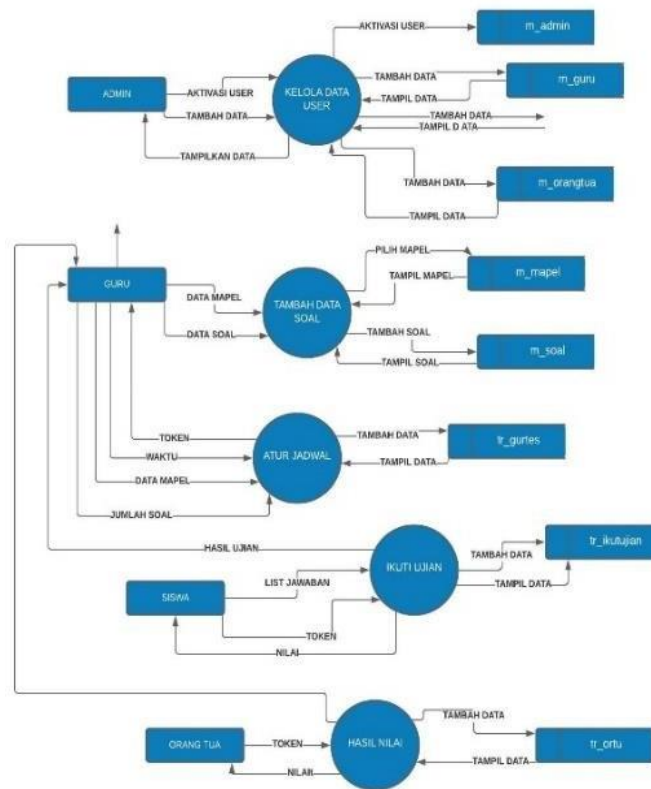 AKTIVASI USER
m_admin
ADMIN
AKTIVASI USER
TAMBAH DATA
TAMPILKAN DATA
KELOLA DATA
USER
TAMBAH DATA
TAMPIL DATA
m_guru
TAMBAH DATA
TAMPIL DATA
TAMBAH DATA
TAMPIL DATA
m_orangtua
GURU
DATA MAPEL
DATA SOAL
TAMBAH DATA
SOAL
PILIH MAPEL
TAMPIL MAPEL
m_mapel
TAMBAH SOAL
TAMPIL SOAL
m_soal
TOKEN
WAKTU
DATA MAPEL
JUMLAH SOAL
ATUR JADWAL
TAMBAH DATA
TAMPIL DATA
tr_gurtes
HASIL UJIAN
SISWA
LIST JAWABAN
TOKEN
NILAI
IKUTI UJIAN
TAMBAH DATA
TAMPIL DATA
tr_ikutujian
ORANG TUA
TOKEN
NILAI
HASIL NILAI
TAMBAH DATA
TAMPIL DATA
tr_ortu